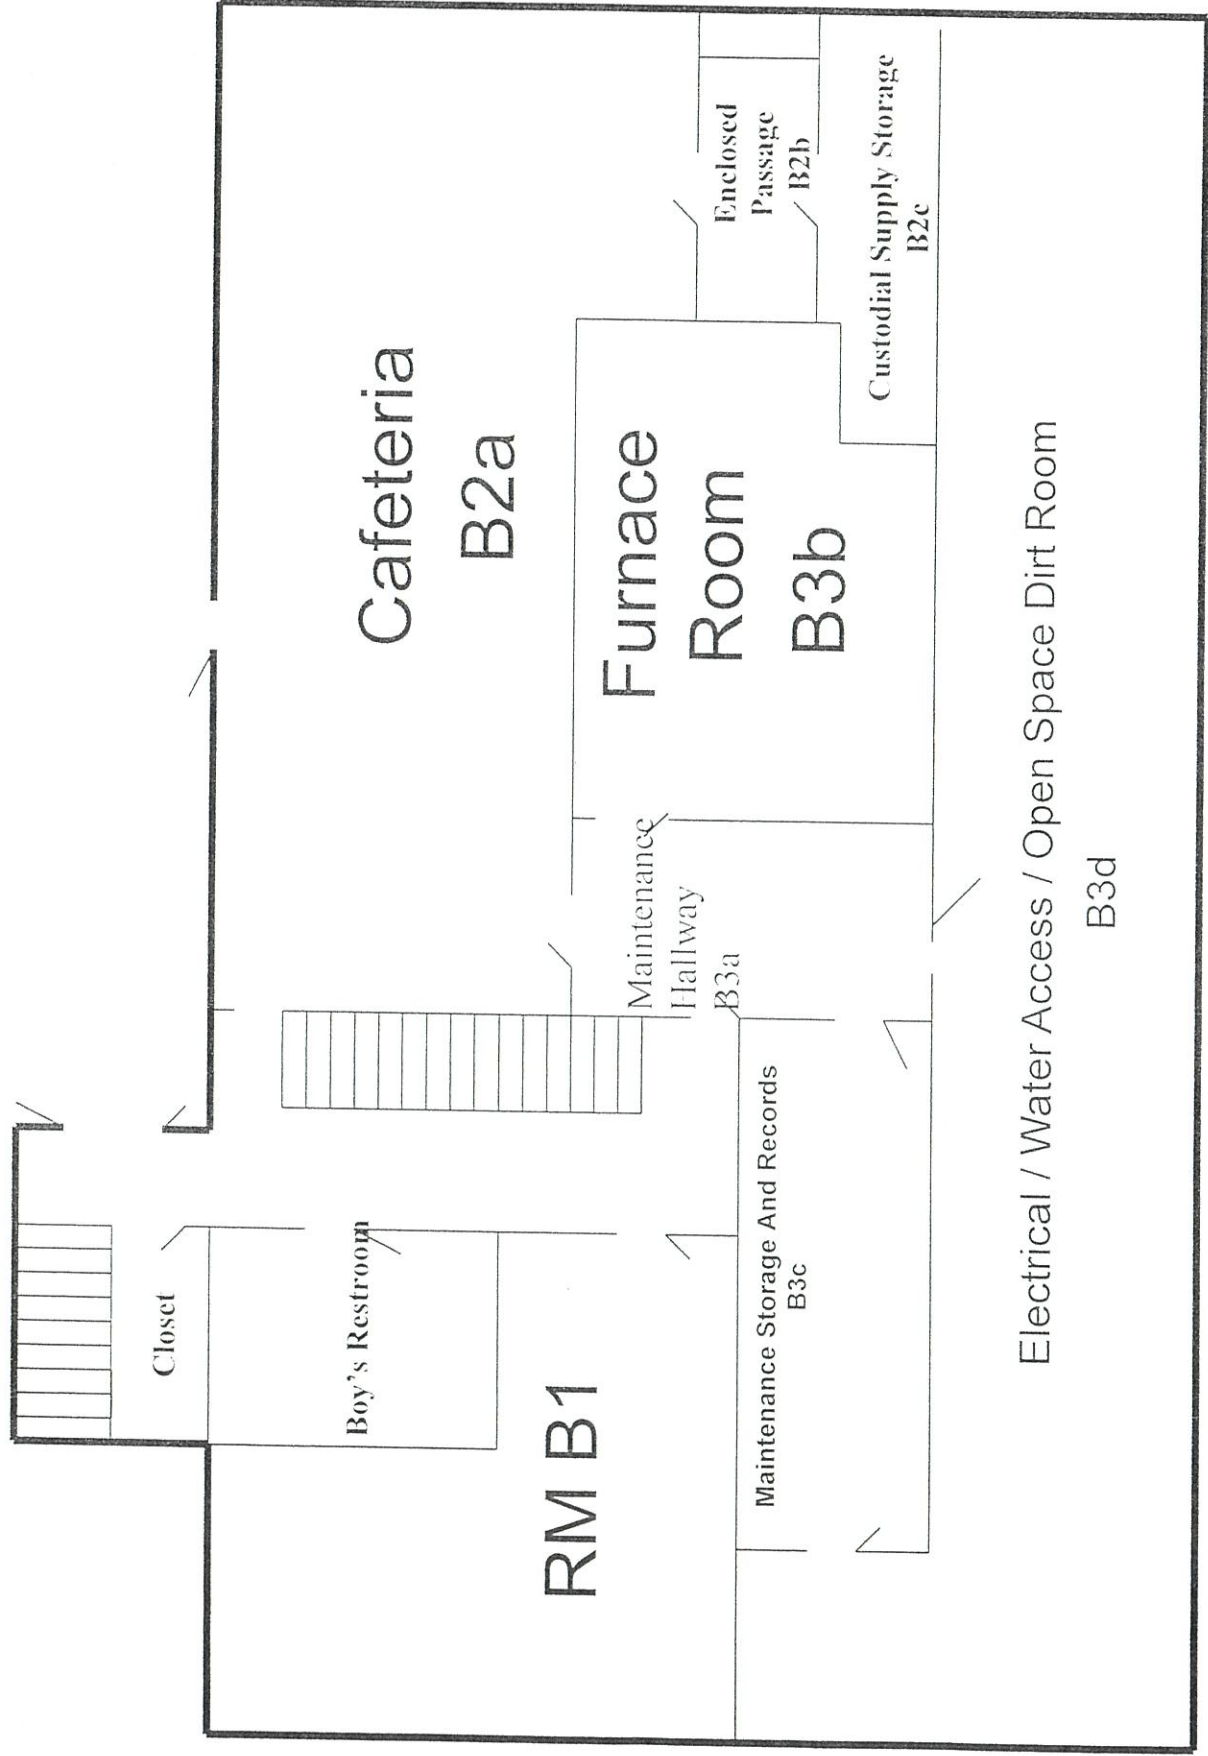 Closet
Boy's Restroom
RM B1
Cafeteria
B2a
Enclosed
Passage
B2b
Custodial Supply Storage
B2c
Furnace
Room
B3b
Maintenance
Hallway
B3a
Maintenance Storage And Records
B3c
Electrical / Water Access / Open Space Dirt Room
B3d